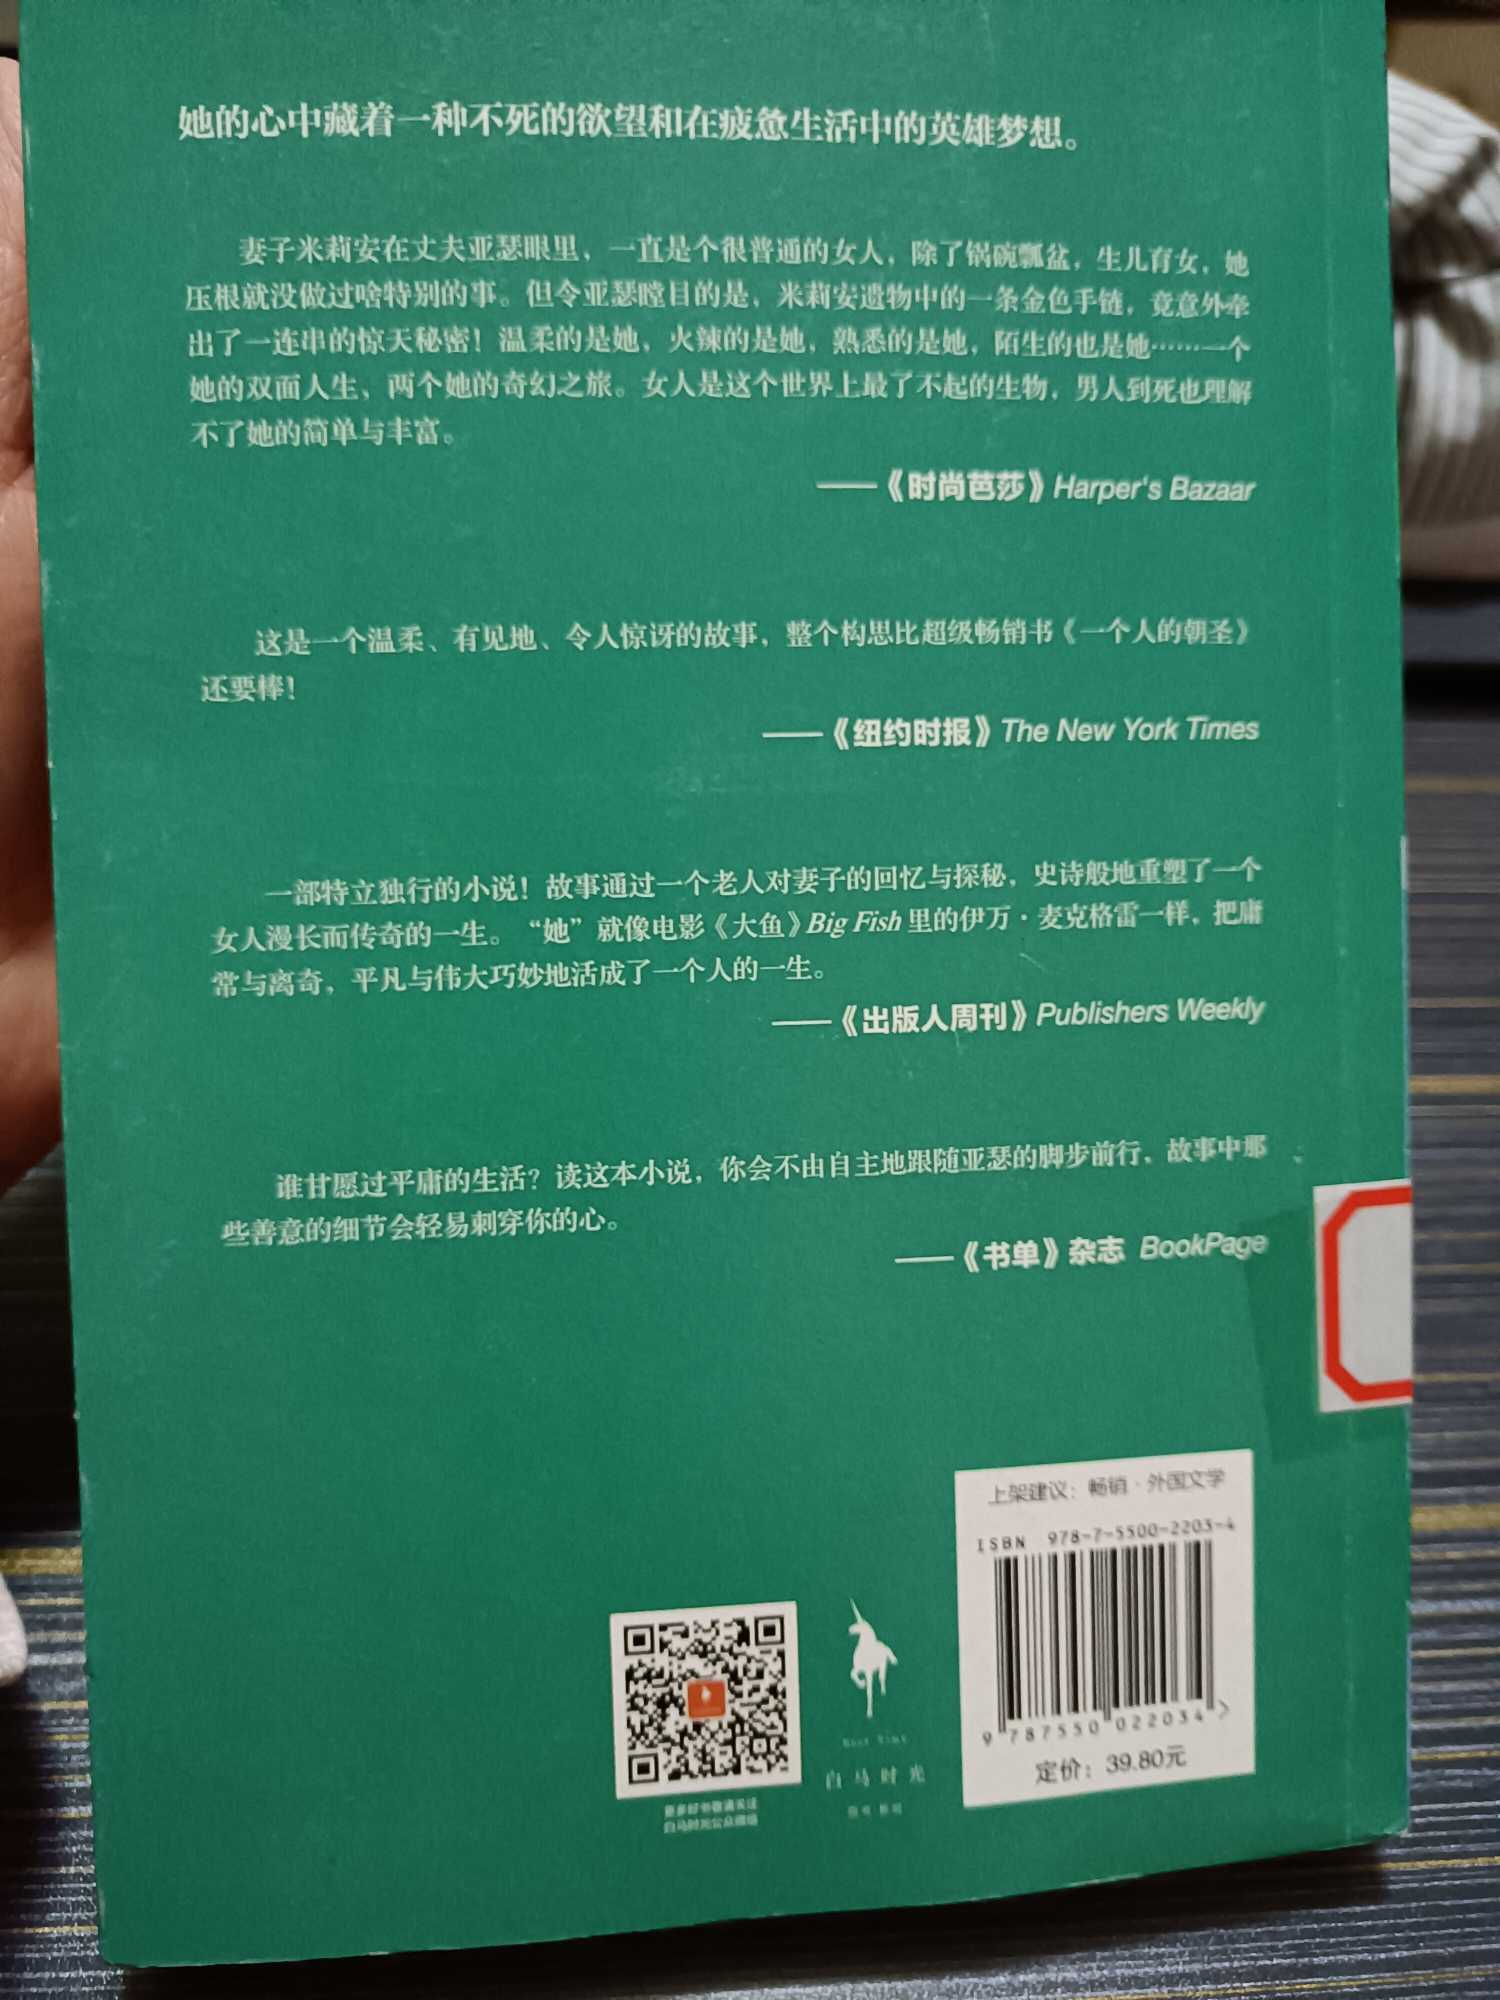 她的心中藏着一种不死的欲望和在疲惫生活中的英雄梦想。
妻子米莉安在丈夫亚瑟眼里，一直是个很普通的女人，除了锅碗瓢盆，生儿育女，她
压根就没做过啥特别的事。但令亚瑟瞠目的是，米莉安遗物中的一条金色手链，竟意外牵
出了一连串的惊天秘密！温柔的是她，火辣的是她，熟悉的是她，陌生的也是她……一个
她的双面人生、两个她的奇幻之旅。女人是这个世界上最了不起的生物，男人到死也理解
不了她的简单与丰富。
——《时尚芭莎》Harper's Bazaar
这是一个温柔、有见地、令人惊讶的故事，整个构思比超级畅销书《一个人的朝圣》
还要棒！
——《纽约时报》The New York Times
一部特立独行的小说！故事通过一个老人对妻子的回忆与探秘，史诗般地重塑了一个
女人漫长而传奇的一生。“她”就像电影《大鱼》Big Fish 里的伊万·麦克格雷一样，把庸
常与离奇，平凡与伟大巧妙地活成了一个人的一生。
——《出版人周刊》Publishers Weekly
谁甘愿过平庸的生活？读这本小说，你会不由自主地跟随亚瑟的脚步前行，故事中那
些善意的细节会轻易刺穿你的心。
——《书单》杂志 BookPage
上架建议：畅销·外国文学
ISBN 978-7-5500-2203-4
9 787550 022034 >
定价：39.80元
白马时光
更多好书敬请关注
白马时光公众微信